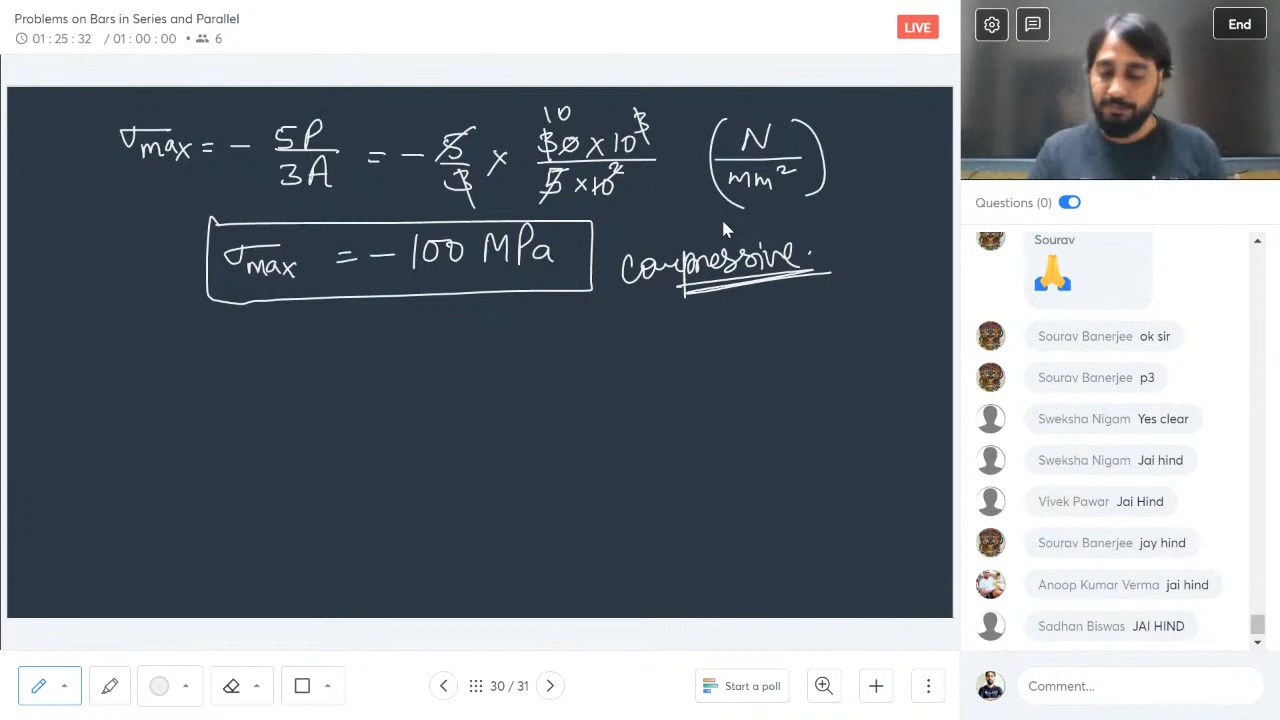 Problems on Bars in Series and Parallel
01:25:32 / 01:00:00 • 6
LIVE
End
σmax = - 5P/3A = - 5/3 × 30 × 10³/5 × 10² (N/mm²)
10
σmax = - 100 MPa compressive.
Questions (0)
Sourav
🙏
Sourav Banerjee ok sir
Sourav Banerjee p3
Sweksha Nigam Yes clear
Sweksha Nigam Jai hind
Vivek Pawar Jai Hind
Sourav Banerjee jay hind
Anoop Kumar Verma jai hind
Sadhan Biswas JAI HIND
30 / 31
Start a poll
Comment...